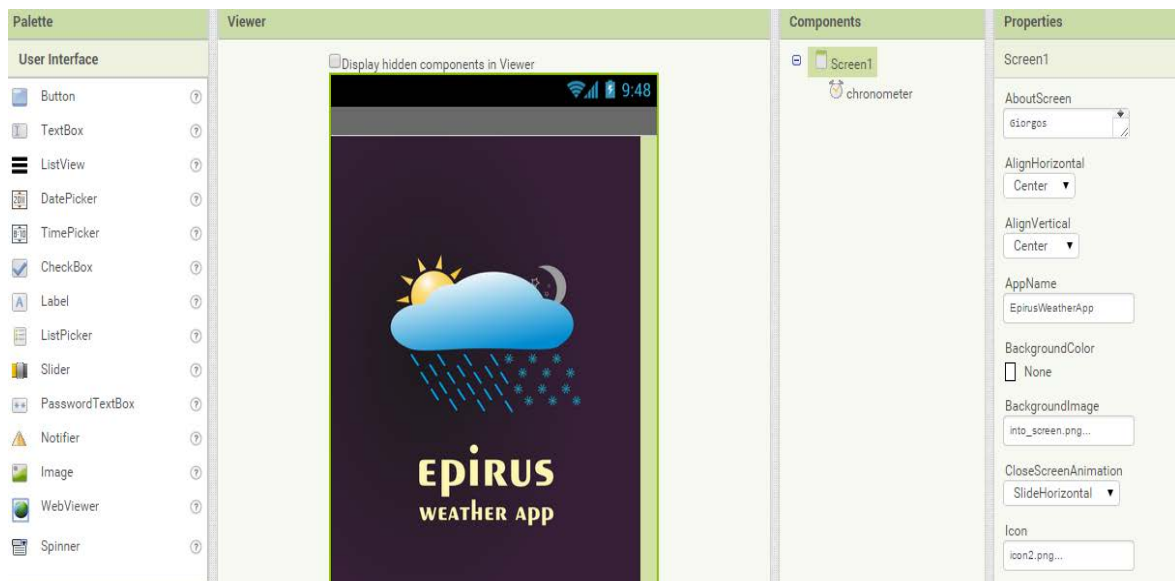 Palette
User Interface
Button
TextBox
ListView
DatePicker
TimePicker
CheckBox
Label
ListPicker
Slider
PasswordTextBox
Notifier
Image
WebViewer
Spinner
Viewer
Display hidden components in Viewer
9:48
EPIRUS
WEATHER APP
Components
Screen1
chronometer
Properties
Screen1
AboutScreen
Giorgos
AlignHorizontal
Center
AlignVertical
Center
AppName
EpirusWeatherApp
BackgroundColor
None
BackgroundImage
into_screen.png...
CloseScreenAnimation
SlideHorizontal
Icon
icon2.png...